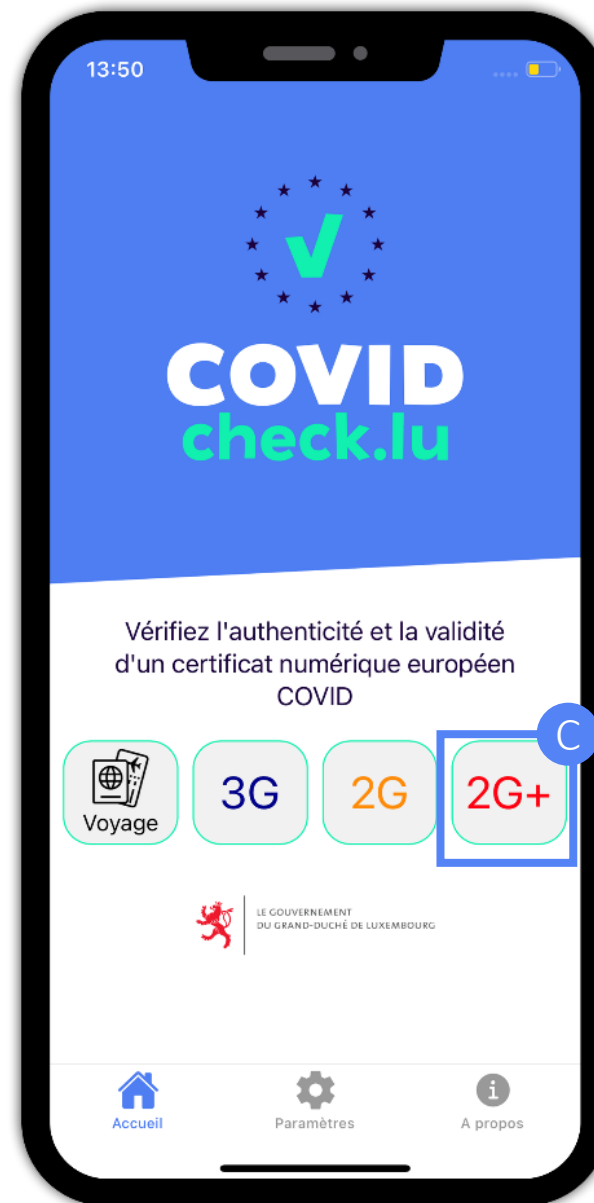 13:50
COVID
check.lu
Vérifiez l'authenticité et la validité
d'un certificat numérique européen
COVID
C
Voyage
3G
2G
2G+
LE GOUVERNEMENT
DU GRAND-DUCHÉ DE LUXEMBOURG
Accueil
Paramètres
A propos